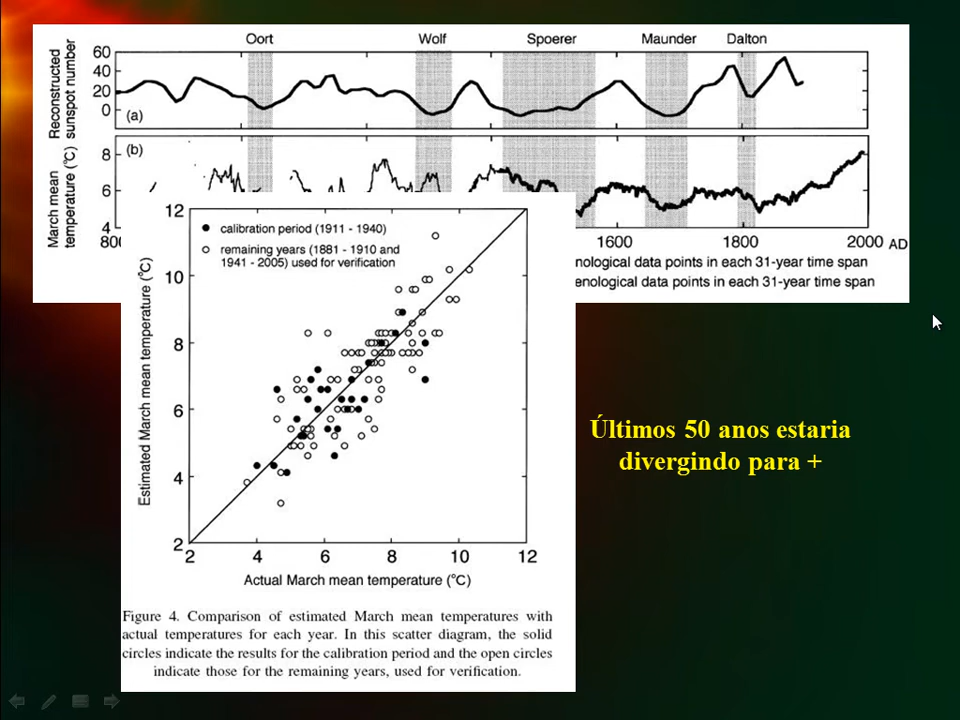 Oort Wolf Spoerer Maunder Dalton
Reconstructed
sunspot number
60
40
20
0
(a)
March mean
temperature (°C)
8
6
4
(b)
1600 1800 2000 AD
nological data points in each 31-year time span
enological data points in each 31-year time span
Estimated March mean temperature (°C)
12
10
8
6
4
2
calibration period (1911 - 1940)
remaining years (1881 - 1910 and
1941 - 2005) used for verification
2 4 6 8 10 12
Actual March mean temperature (°C)
Figure 4. Comparison of estimated March mean temperatures with
actual temperatures for each year. In this scatter diagram, the solid
circles indicate the results for the calibration period and the open circles
indicate those for the remaining years, used for verification.
Últimos 50 anos estaria
divergindo para +